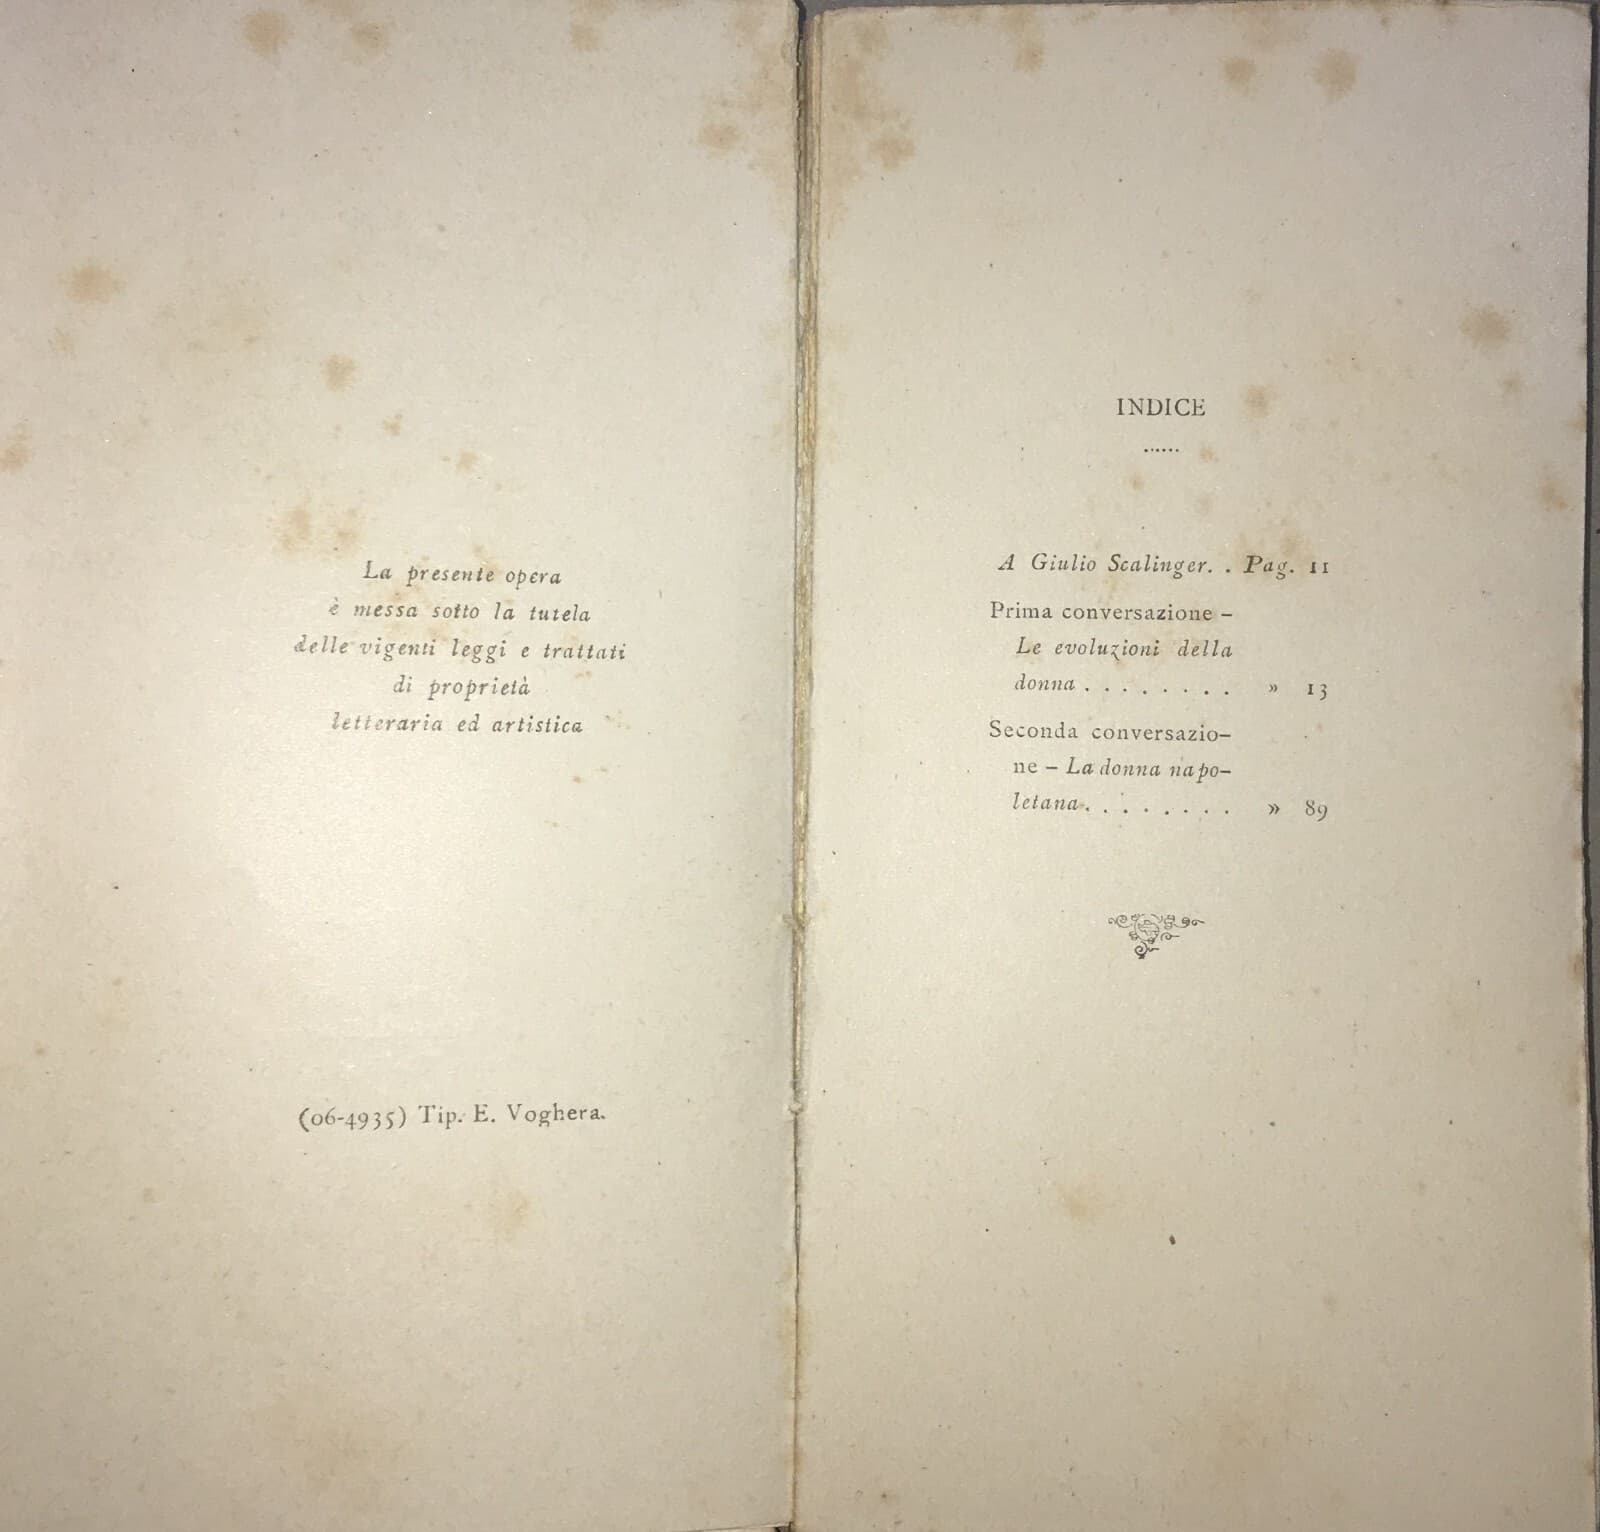 La presente opera
è messa sotto la tutela
delle vigenti leggi e trattati
di proprietà
letteraria ed artistica
(06-4935) Tip. E. Voghera.
INDICE
......
A Giulio Scalinger. . Pag. 11
Prima conversazione –
Le evoluzioni della
donna . . . . . . . . » 13
Seconda conversazio-
ne – La donna napo-
letana . . . . . . . . » 89